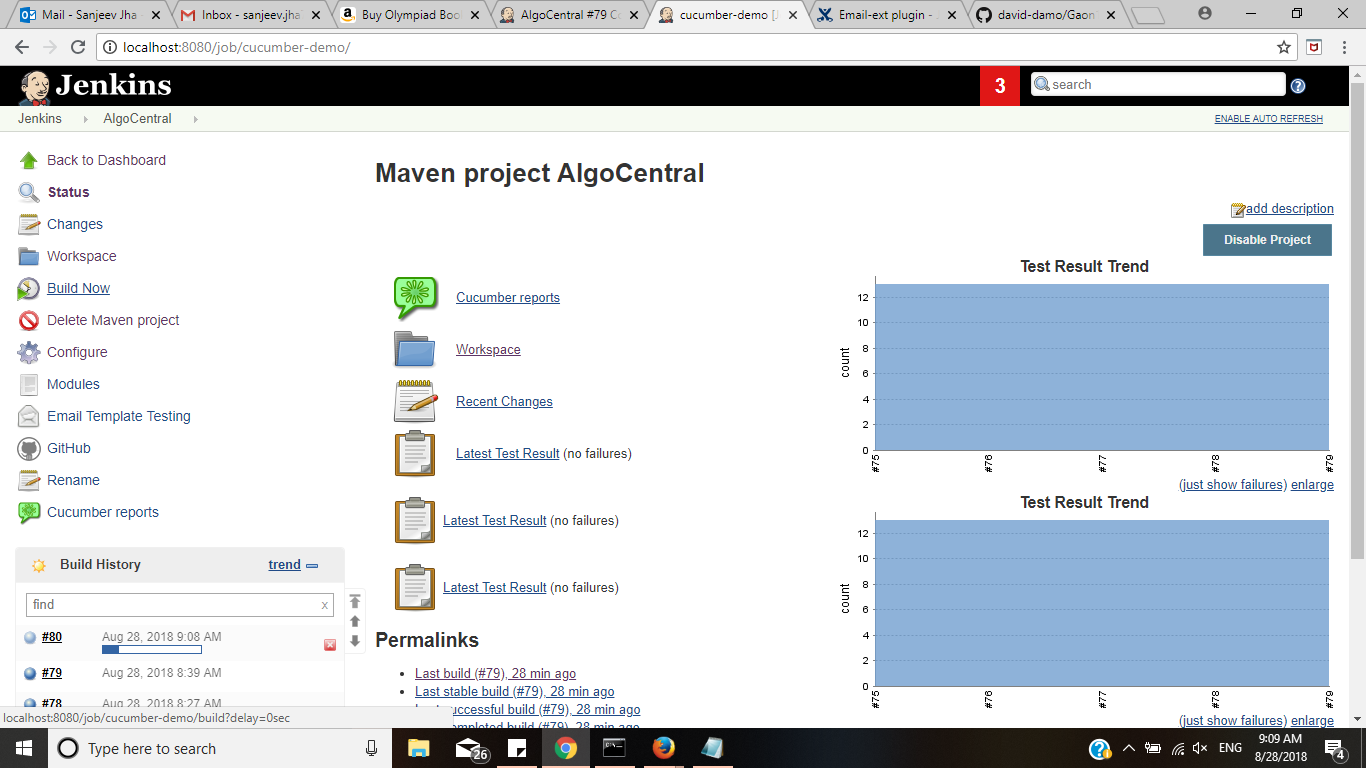 Mail - Sanjeev Jha -
Inbox - sanjeev.jha
Buy Olympiad Boo
AlgoCentral #79 Co
cucumber-demo [J
Email-ext plugin -
david-damo/Gaon
localhost:8080/job/cucumber-demo/
Jenkins
3
search
Jenkins
AlgoCentral
ENABLE AUTO REFRESH
Back to Dashboard
Status
Changes
Workspace
Build Now
Delete Maven project
Configure
Modules
Email Template Testing
GitHub
Rename
Cucumber reports
Build History
trend
find
x
#80
Aug 28, 2018 9:08 AM
#79
Aug 28, 2018 8:39 AM
#78
Aug 28, 2018 8:27 AM
localhost:8080/job/cucumber-demo/build?delay=0sec
Maven project AlgoCentral
add description
Disable Project
Cucumber reports
Workspace
Recent Changes
Latest Test Result (no failures)
Latest Test Result (no failures)
Latest Test Result (no failures)
Permalinks
Last build (#79), 28 min ago
Last stable build (#79), 28 min ago
successful build (#79), 28 min ago
completed build (#79), 28 min ago
Test Result Trend
count
12
10
8
6
4
2
0
#75
#76
#77
#78
#79
(just show failures) enlarge
Test Result Trend
count
12
10
8
6
4
2
0
#75
#76
#77
#78
#79
(just show failures) enlarge
Type here to search
26
ENG
9:09 AM
8/28/2018
4